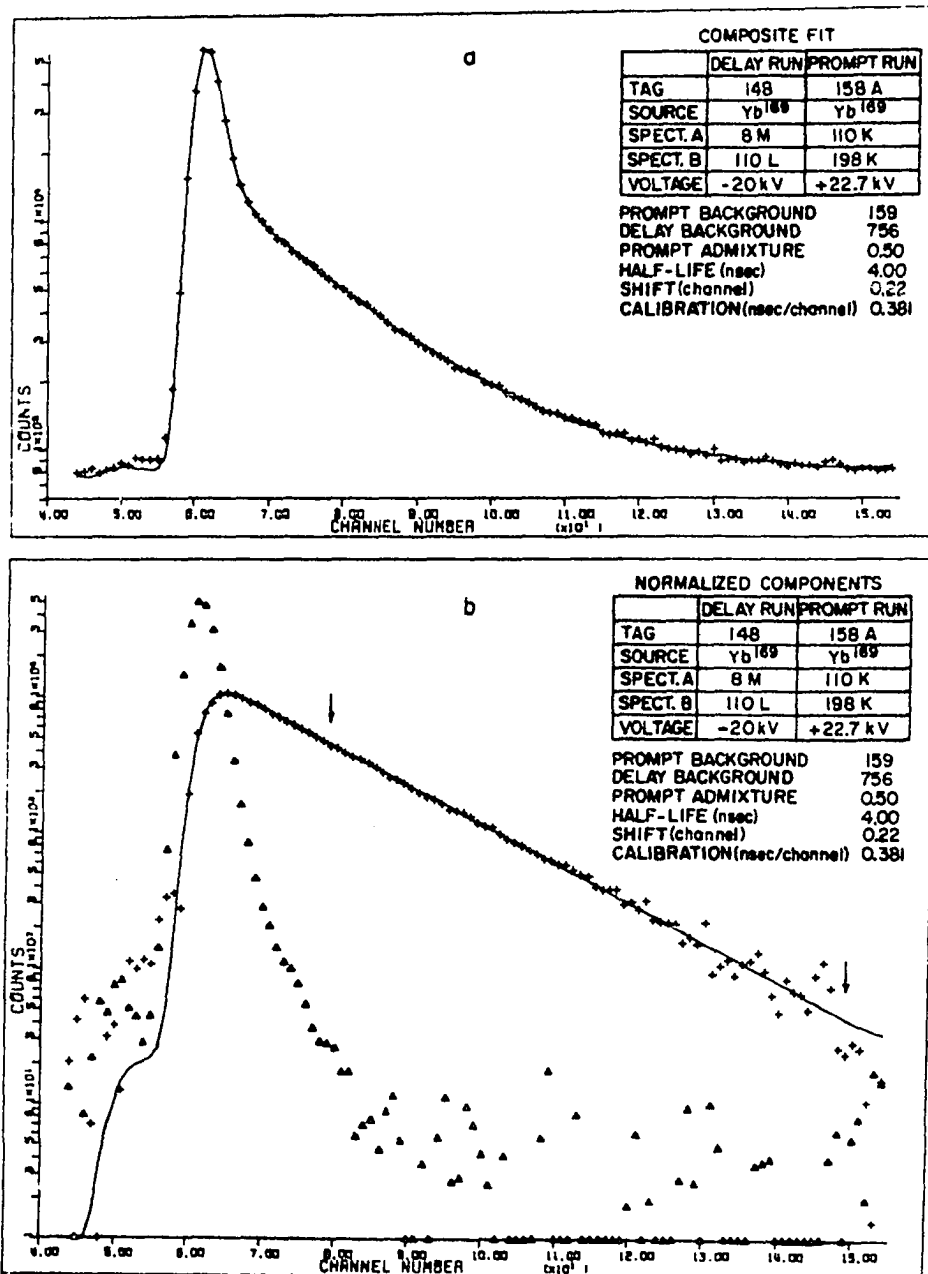 a
COMPOSITE FIT
DELAY RUN PROMPT RUN
TAG 148 158 A
SOURCE Yb169 Yb169
SPECT. A 8 M 110 K
SPECT. B 110 L 198 K
VOLTAGE -20 kV +22.7 kV
PROMPT BACKGROUND 159
DELAY BACKGROUND 756
PROMPT ADMIXTURE 0.50
HALF-LIFE (nsec) 4.00
SHIFT (channel) 0.22
CALIBRATION (nsec/channel) 0.381
COUNTS
4.00 5.00 6.00 7.00 8.00 9.00 10.00 11.00 12.00 13.00 14.00 15.00
CHANNEL NUMBER (x10¹)
b
NORMALIZED COMPONENTS
DELAY RUN PROMPT RUN
TAG 148 158 A
SOURCE Yb169 Yb169
SPECT. A 8 M 110 K
SPECT. B 110 L 198 K
VOLTAGE -20 kV +22.7 kV
PROMPT BACKGROUND 159
DELAY BACKGROUND 756
PROMPT ADMIXTURE 0.50
HALF-LIFE (nsec) 4.00
SHIFT (channel) 0.22
CALIBRATION (nsec/channel) 0.381
COUNTS
4.00 5.00 6.00 7.00 8.00 9.00 10.00 11.00 12.00 13.00 14.00 15.00
CHANNEL NUMBER (x10¹)